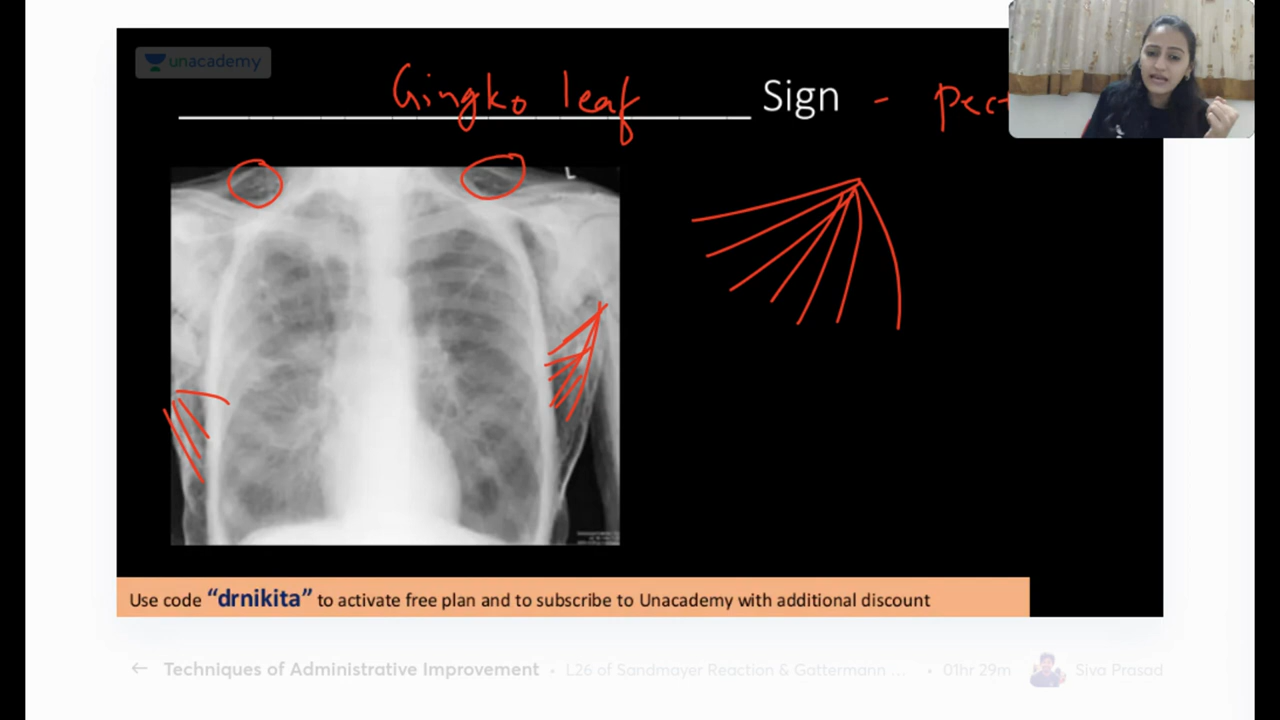 unacademy
Gingko leaf Sign - pect
L
Use code “drnikita” to activate free plan and to subscribe to Unacademy with additional discount
← Techniques of Administrative Improvement • L26 of Sandmayer Reaction & Gattermann ... • 01hr 29m Siva Prasad